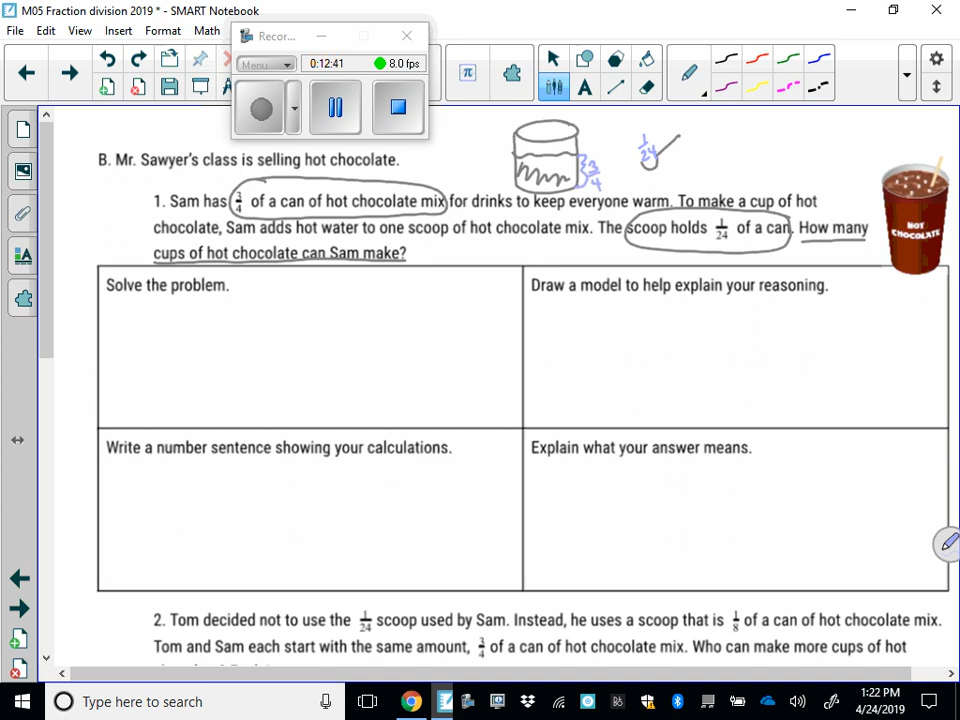 M05 Fraction division 2019 * - SMART Notebook
File Edit View Insert Format Math
Recor...
Menu 0:12:41 8.0 fps
π
A
A
B. Mr. Sawyer's class is selling hot chocolate.
3/4
1/24
1. Sam has 3/4 of a can of hot chocolate mix for drinks to keep everyone warm. To make a cup of hot
chocolate, Sam adds hot water to one scoop of hot chocolate mix. The scoop holds 1/24 of a can. How many
cups of hot chocolate can Sam make?
HOT
CHOCOLATE
Solve the problem. Draw a model to help explain your reasoning.
Write a number sentence showing your calculations. Explain what your answer means.
2. Tom decided not to use the 1/24 scoop used by Sam. Instead, he uses a scoop that is 1/8 of a can of hot chocolate mix.
Tom and Sam each start with the same amount, 3/4 of a can of hot chocolate mix. Who can make more cups of hot
Type here to search
1:22 PM
4/24/2019